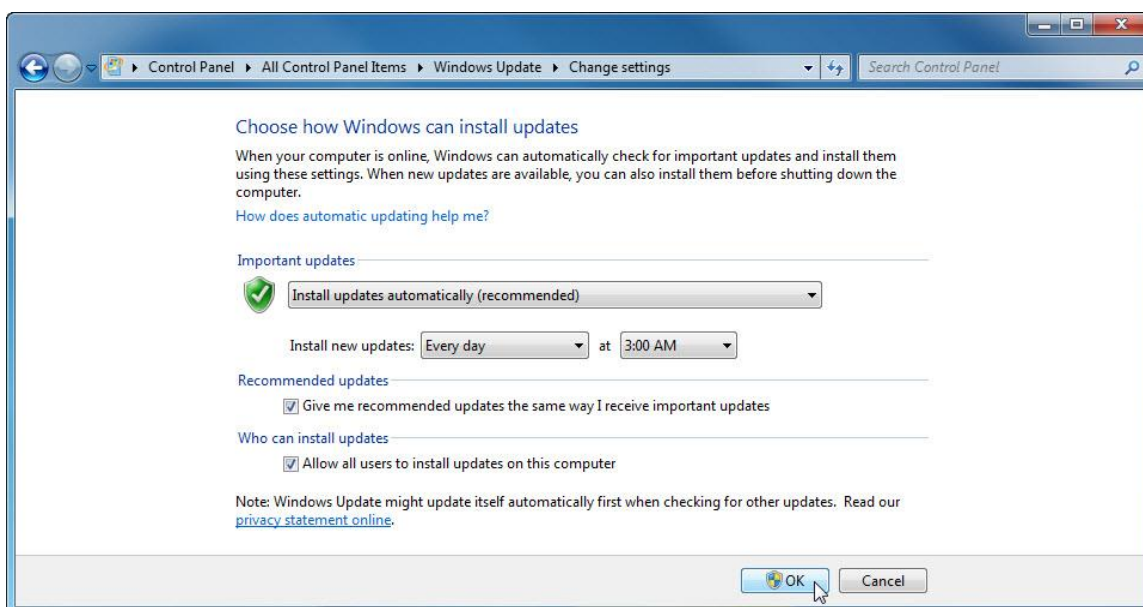 Control Panel ▸ All Control Panel Items ▸ Windows Update ▸ Change settings
Search Control Panel
Choose how Windows can install updates
When your computer is online, Windows can automatically check for important updates and install them
using these settings. When new updates are available, you can also install them before shutting down the
computer.
How does automatic updating help me?
Important updates
Install updates automatically (recommended)
Install new updates: Every day at 3:00 AM
Recommended updates
Give me recommended updates the same way I receive important updates
Who can install updates
Allow all users to install updates on this computer
Note: Windows Update might update itself automatically first when checking for other updates. Read our
privacy statement online.
OK Cancel